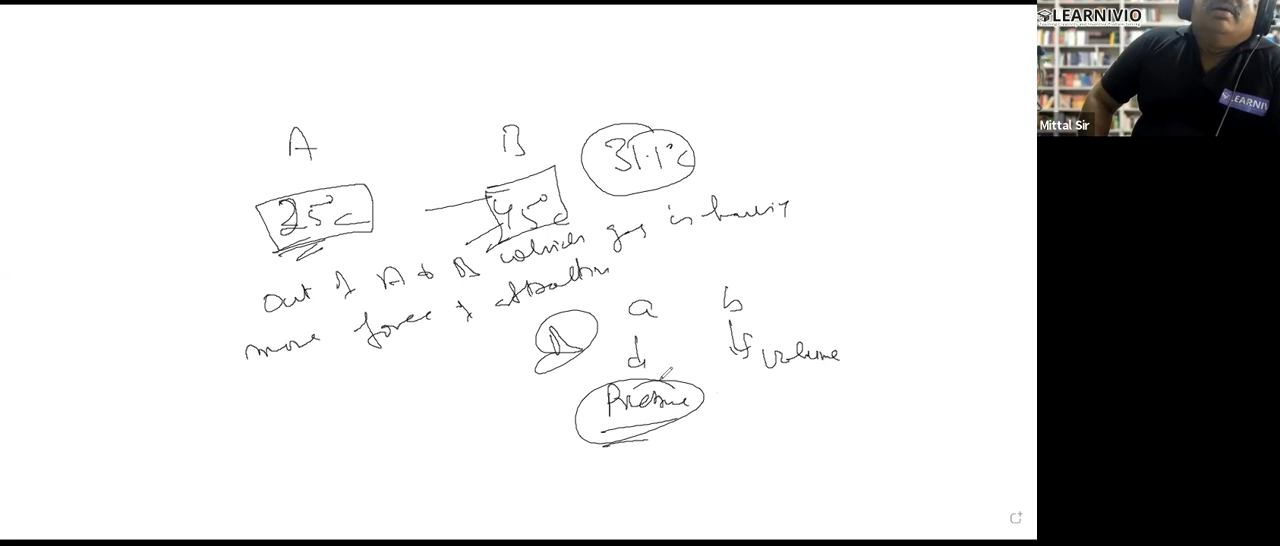 A B 31.1°C
25°C 45°C
out of A & B which gas is having
more force of attraction
a b
volume
Pressure
LEARNIVIO
Mittal Sir
LEARNIV